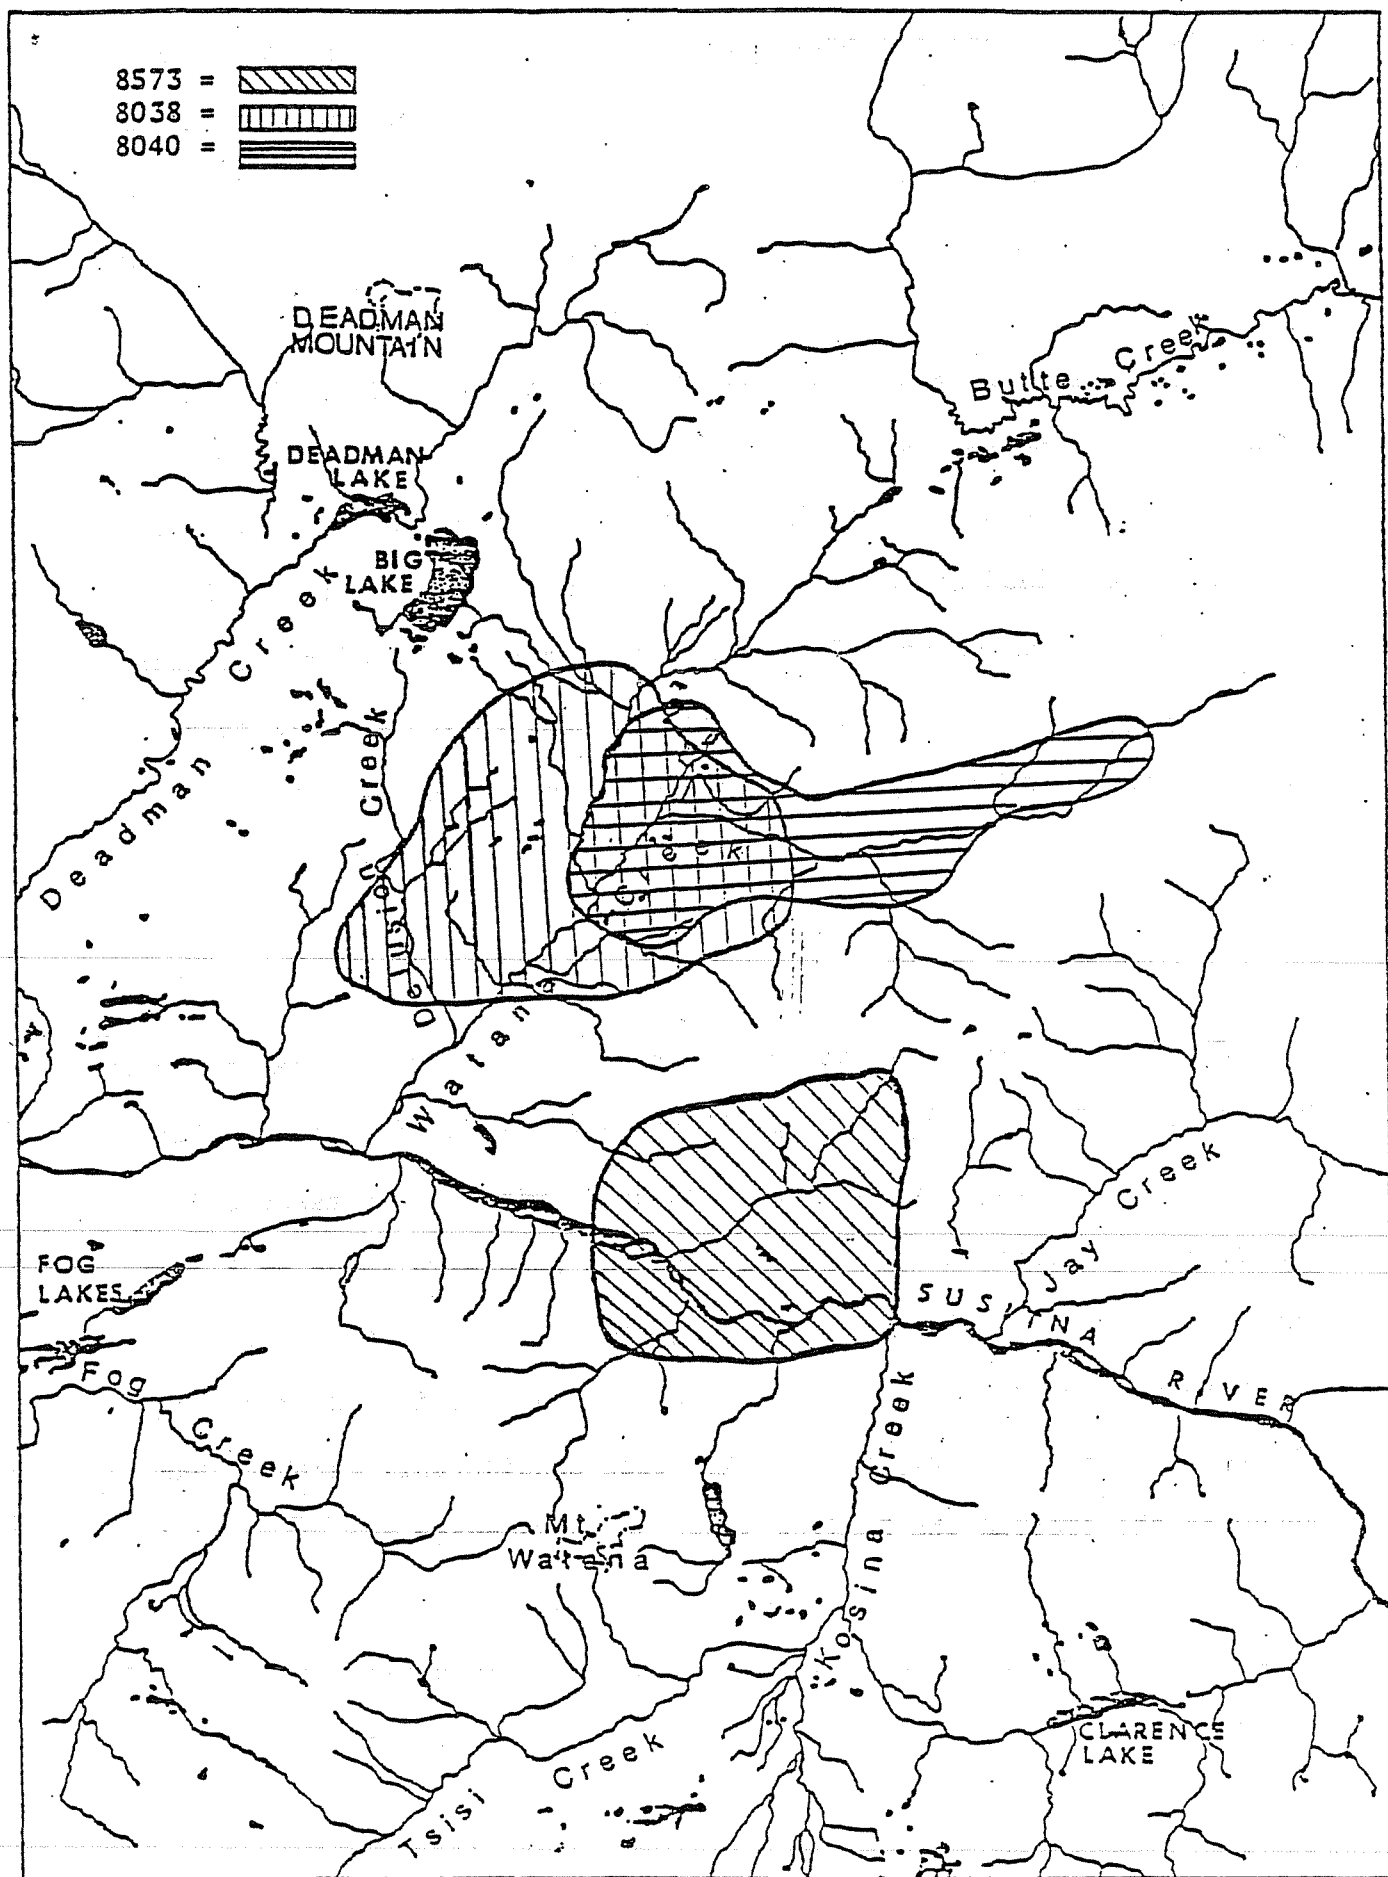 8573 =
8038 =
8040 =
DEADMAN
MOUNTAIN
Butte Creek
DEADMAN
LAKE
BIG
LAKE
Deadman Creek
Delusion Creek
Watana Creek
y
Jay Creek
FOG
LAKES
SUSITNA RIVER
Fog Creek
Kosina Creek
Mt
Watana
CLARENCE
LAKE
Tsisi Creek